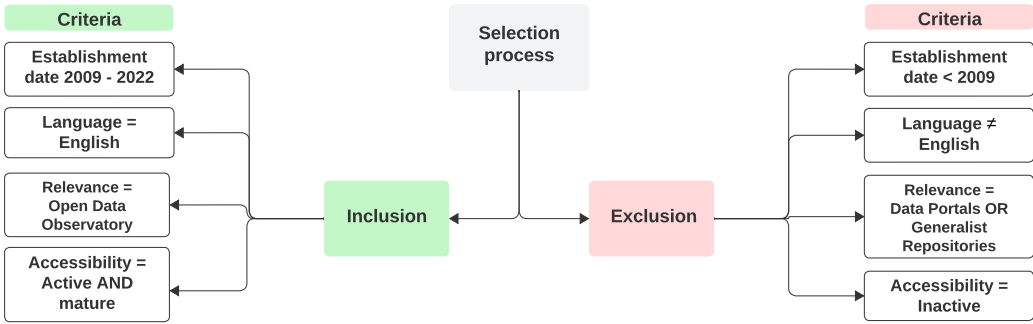 Criteria
Establishment
date 2009 - 2022
Language =
English
Relevance =
Open Data
Observatory
Accessibility =
Active AND
mature
Selection
process
Inclusion
Exclusion
Criteria
Establishment
date < 2009
Language ≠
English
Relevance =
Data Portals OR
Generalist
Repositories
Accessibility =
Inactive